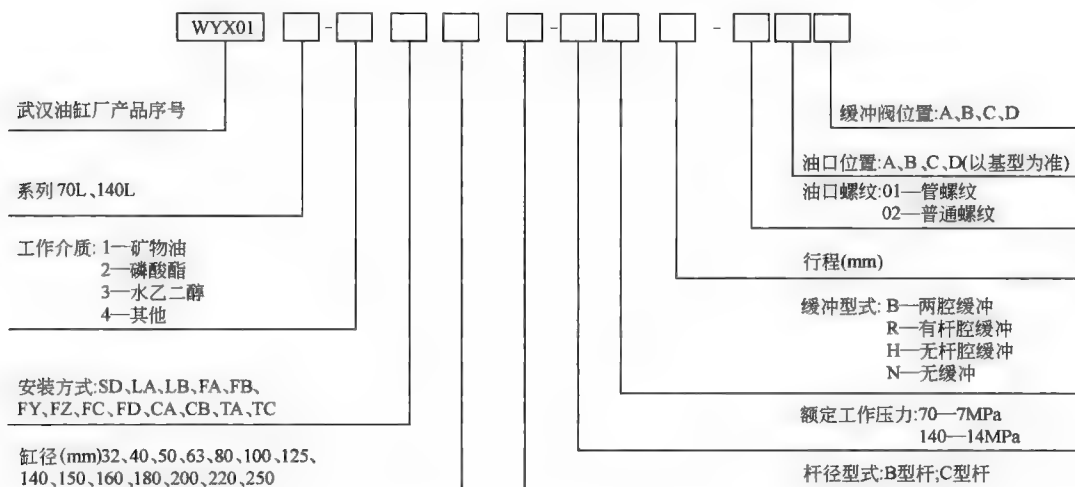 WYX01 - - -
武汉油缸厂产品序号
系列70L、140L
工作介质: 1—矿物油
2—磷酸酯
3—水乙二醇
4—其他
安装方式:SD、LA、LB、FA、FB、
FY、FZ、FC、FD、CA、CB、TA、TC
缸径(mm)32、40、50、63、80、100、125、
140、150、160、180、200、220、250
缓冲阀位置:A、B、C、D
油口位置:A、B、C、D(以基型为准)
油口螺纹:01—管螺纹
02—普通螺纹
行程(mm)
缓冲型式: B—两腔缓冲
R—有杆腔缓冲
H—无杆腔缓冲
N—无缓冲
额定工作压力:70—7MPa
140—14MPa
杆径型式:B型杆;C型杆